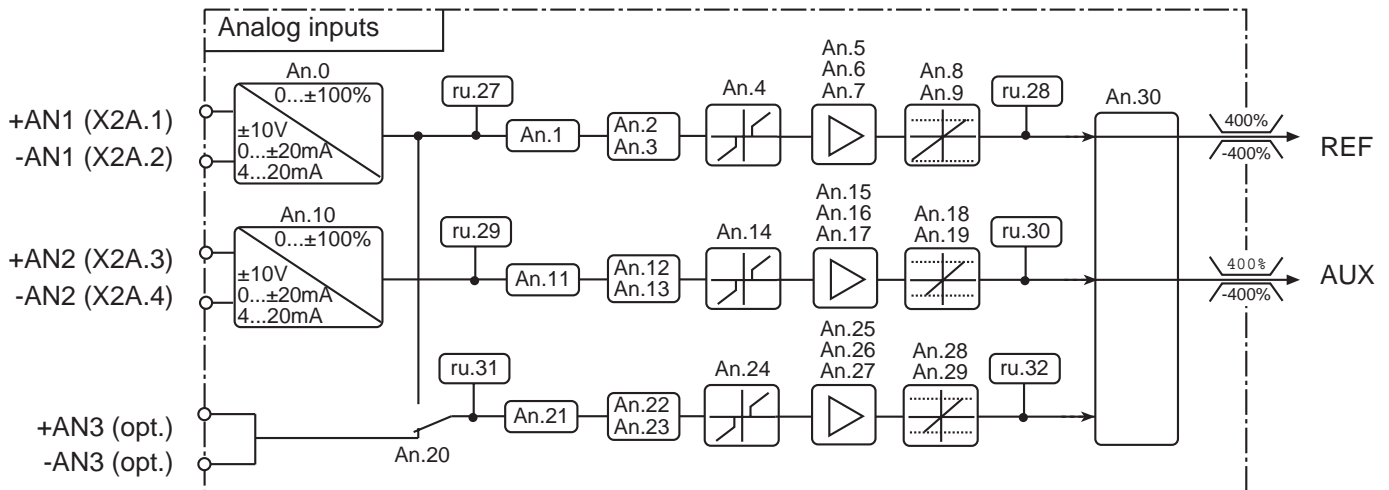 Analog inputs
An.0
0...±100%
±10V
0...±20mA
4...20mA
+AN1 (X2A.1)
-AN1 (X2A.2)
ru.27
An.1
An.2
An.3
An.4
An.5
An.6
An.7
An.8
An.9
ru.28
An.30
400%
-400%
REF
An.10
0...±100%
±10V
0...±20mA
4...20mA
+AN2 (X2A.3)
-AN2 (X2A.4)
ru.29
An.11
An.12
An.13
An.14
An.15
An.16
An.17
An.18
An.19
ru.30
400%
-400%
AUX
+AN3 (opt.)
-AN3 (opt.)
An.20
ru.31
An.21
An.22
An.23
An.24
An.25
An.26
An.27
An.28
An.29
ru.32